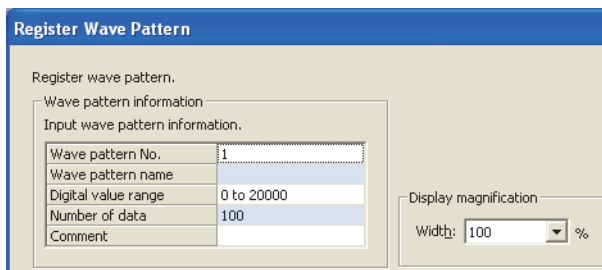 Register Wave Pattern
Register wave pattern.
Wave pattern information
Input wave pattern information.
Wave pattern No. 1
Wave pattern name
Digital value range 0 to 20000
Number of data 100
Comment
Display magnification
Width: 100 %